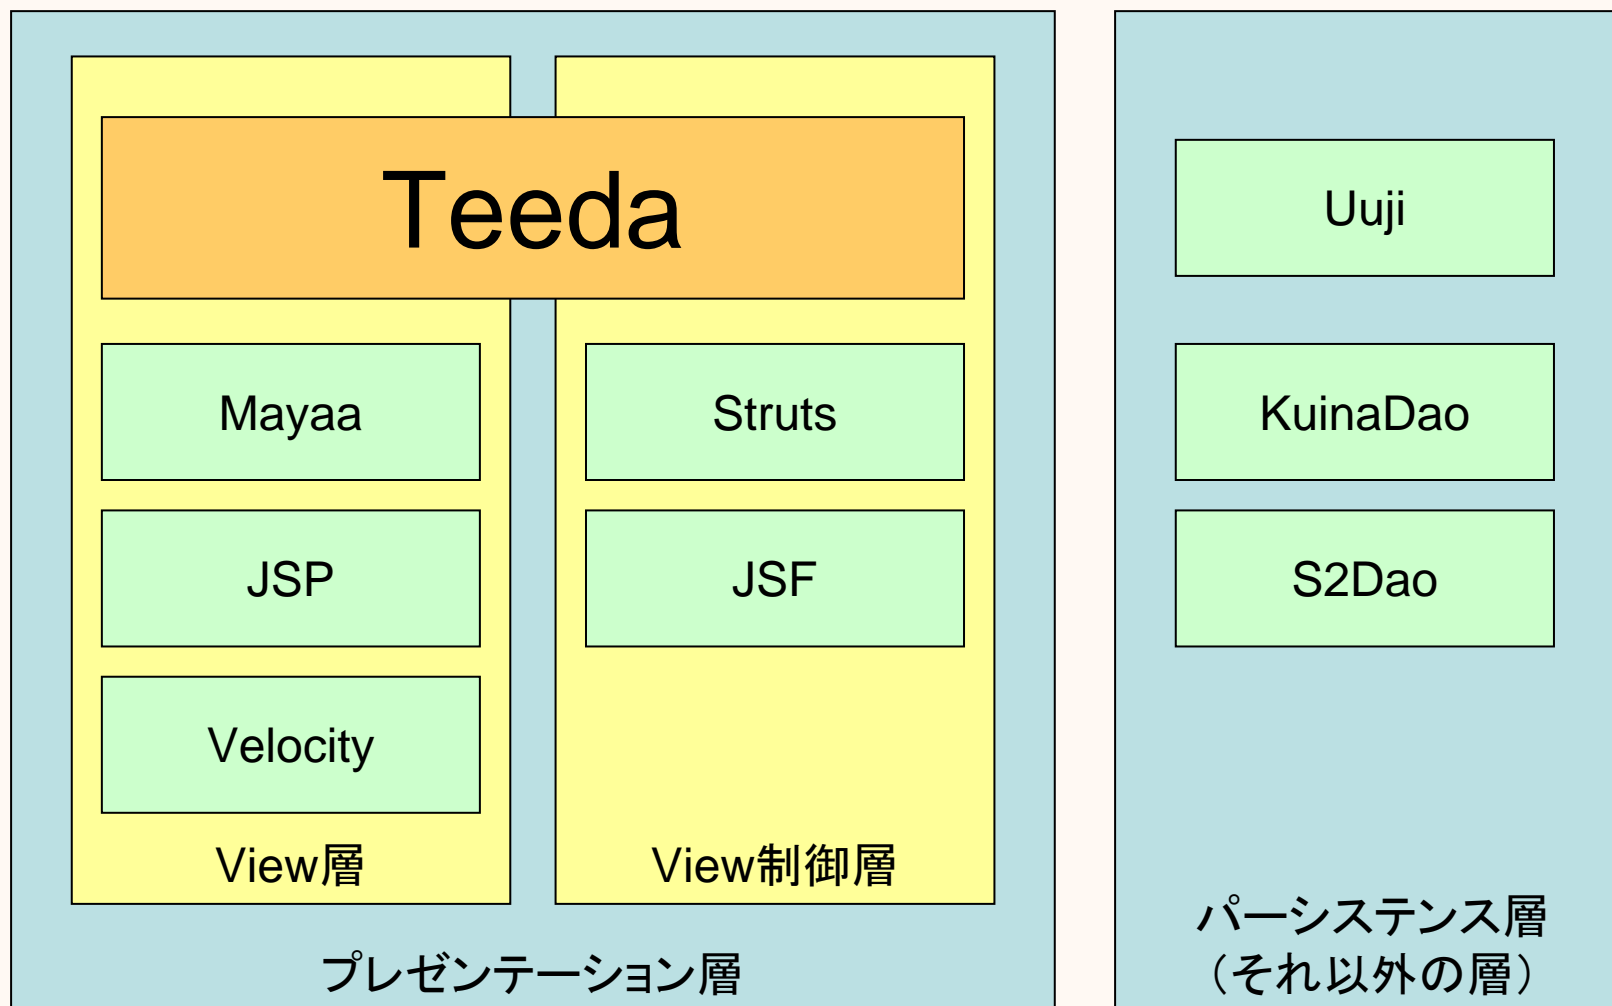 Teeda
Mayaa
JSP
Velocity
View層
Struts
JSF
View制御層
プレゼンテーション層
Uuji
KuinaDao
S2Dao
パーシステンス層
(それ以外の層)